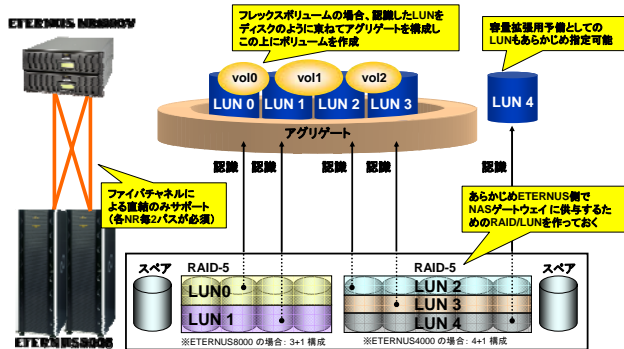 ETERNUS NR1000V
フレックスボリュームの場合、認識したLUNを
ディスクのように束ねてアグリゲートを構成し
この上にボリュームを作成
容量拡張用予備としての
LUNもあらかじめ指定可能
vol0
vol1
vol2
LUN 0
LUN 1
LUN 2
LUN 3
LUN 4
アグリゲート
認識
認識
認識
認識
認識
ファイバチャネルに
よる直結のみサポート
(各NR毎2パスが必須)
あらかじめETERNUS側で
NASゲートウェイに供与するた
めのRAID/LUNを作っておく
スペア
RAID-5
RAID-5
スペア
LUN0
LUN 1
LUN 2
LUN 3
LUN 4
※ETERNUS8000 の場合: 3+1 構成
※ETERNUS4000 の場合: 4+1 構成